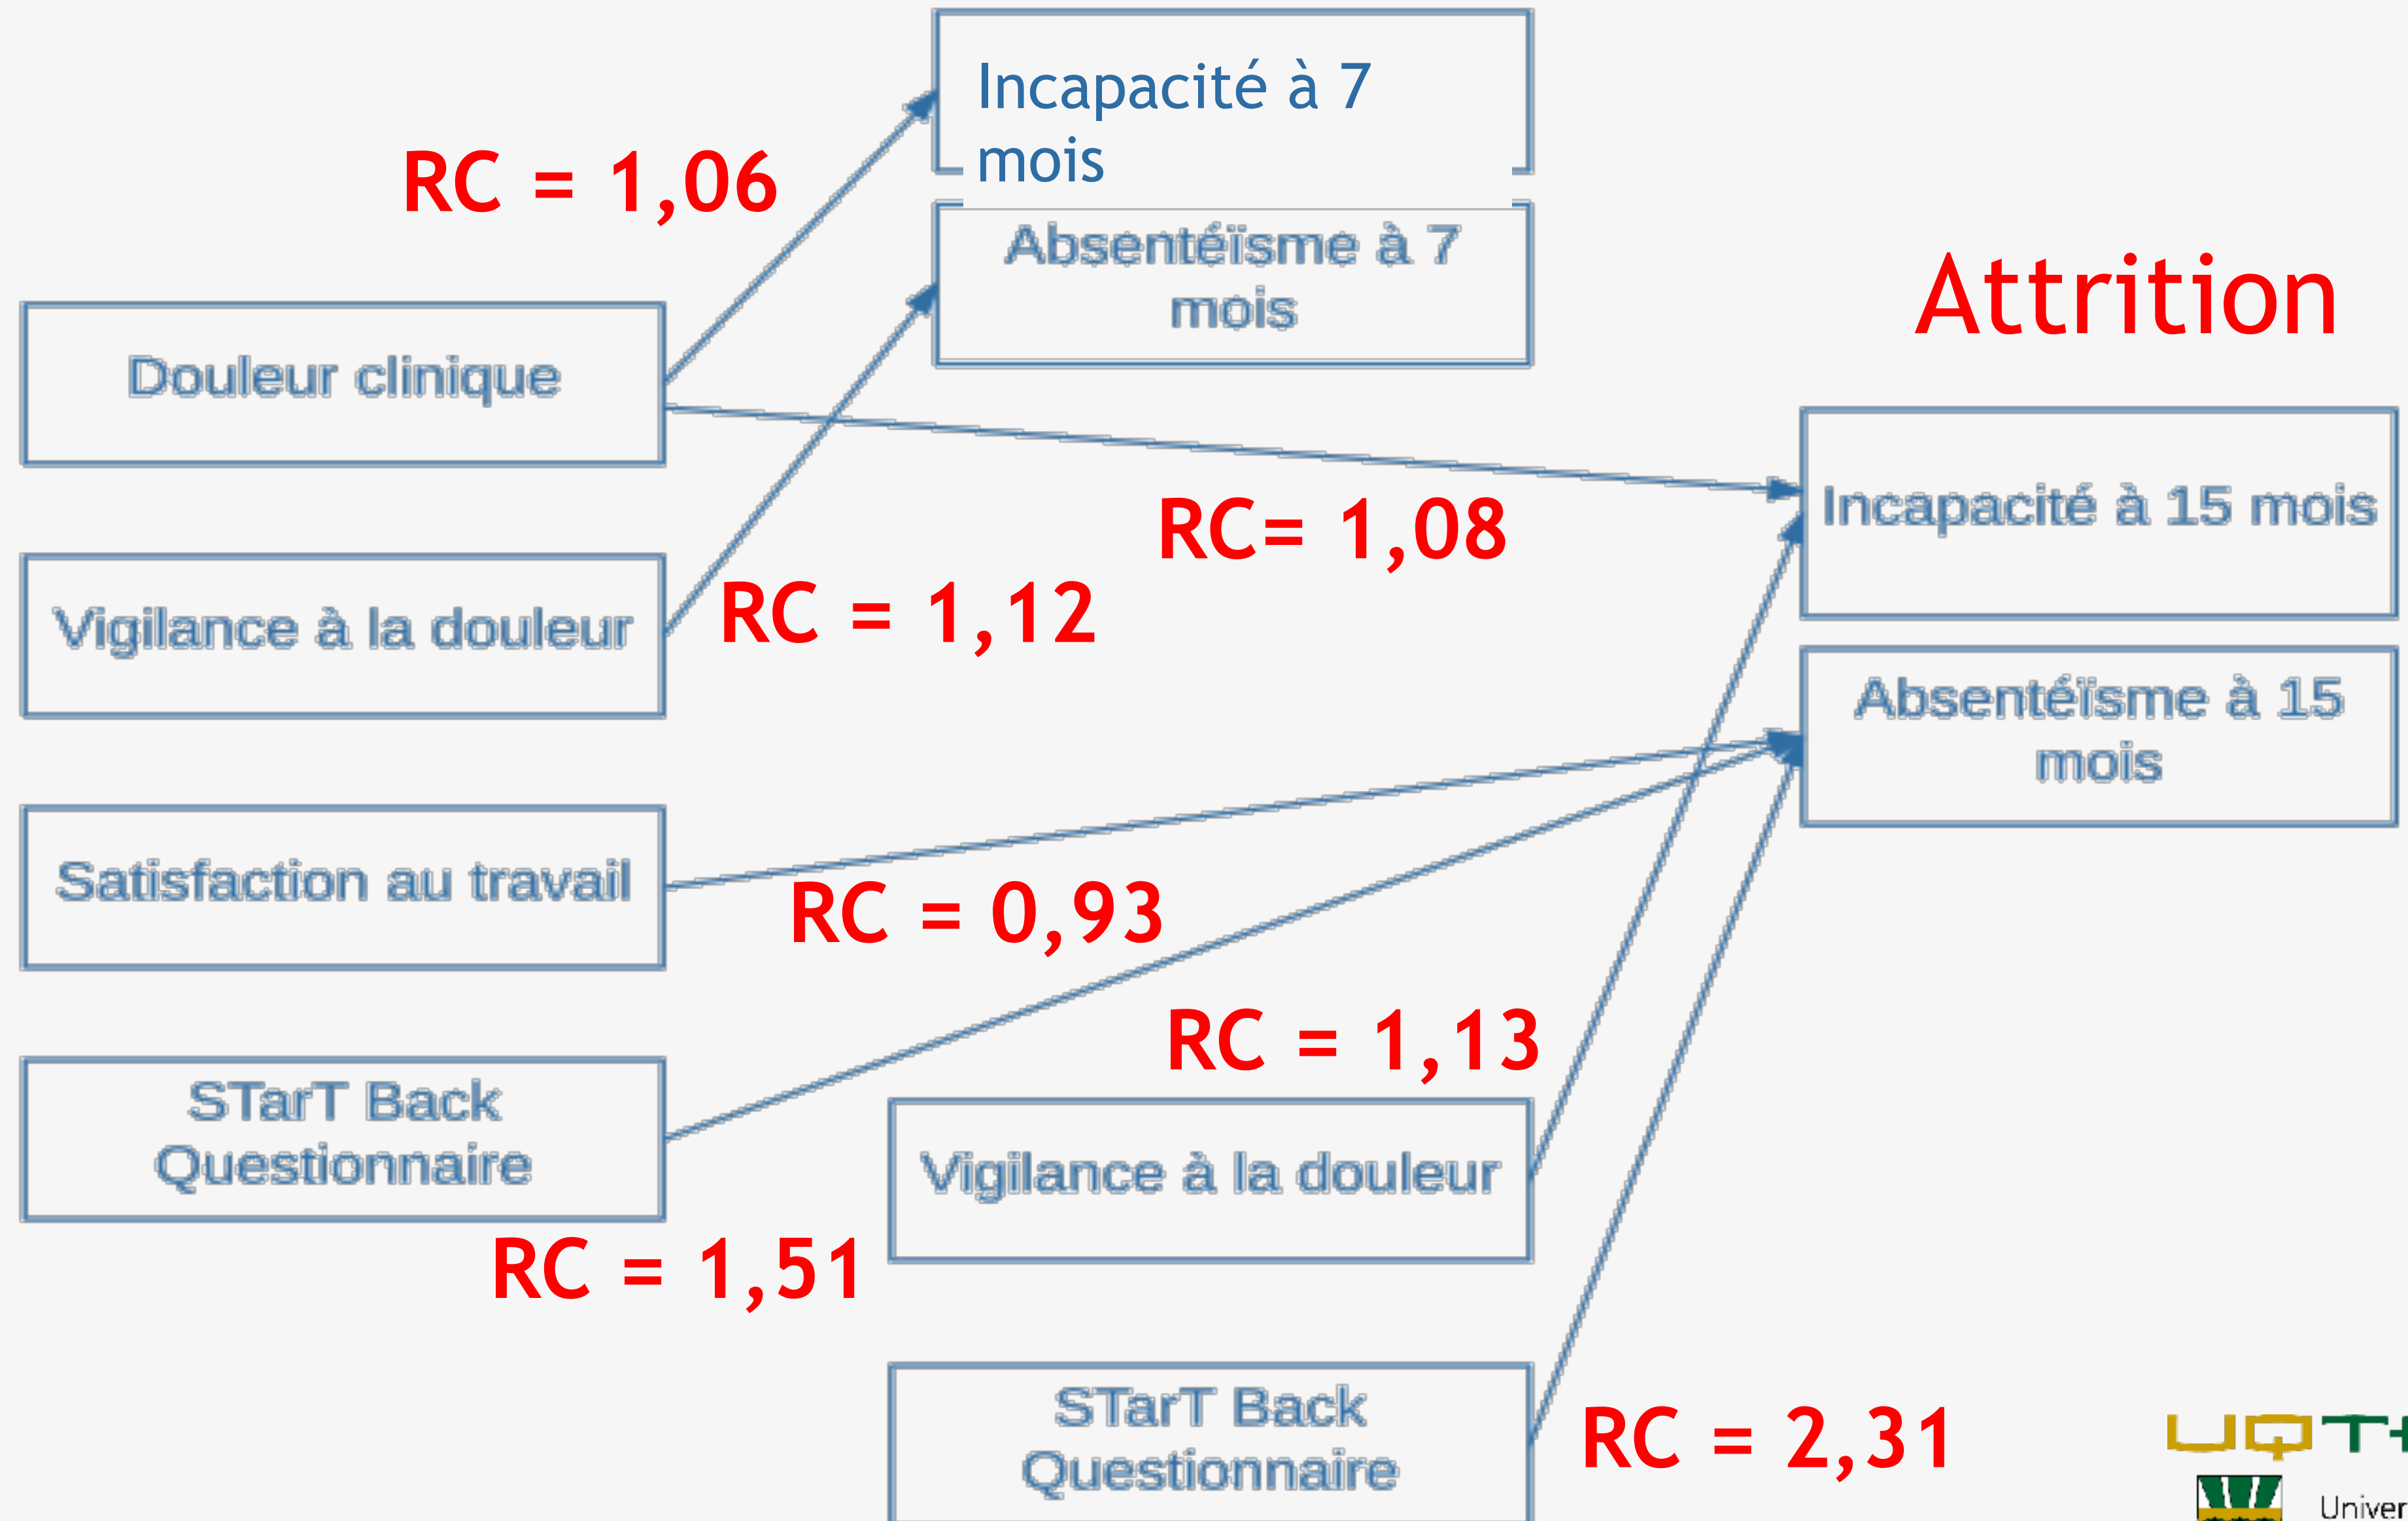 Incapacité à 7
mois
RC = 1,06
Absentéïsme à 7
mois
Attrition
Douleur clinique
RC= 1,08
Incapacité à 15 mois
Vigilance à la douleur
RC = 1,12
Absentéïsme à 15
mois
Satisfaction au travail
RC = 0,93
RC = 1,13
STarT Back
Questionnaire
Vigilance à la douleur
RC = 1,51
STarT Back
Questionnaire
RC = 2,31
UQT